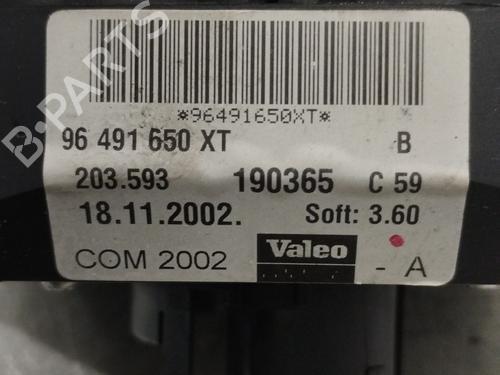 *96491650XT*
96 491 650 XT B
203.593 190365 C 59
18.11.2002. Soft: 3.60
COM 2002 Valeo - A
B-PARTS